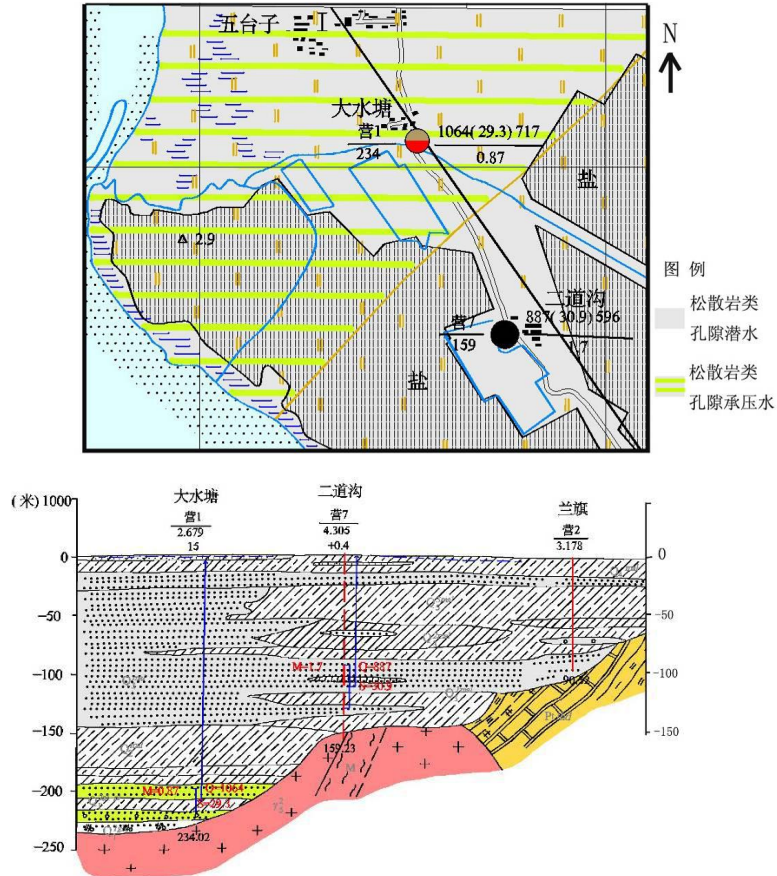 五台子
N
大水塘
营1
1064(29.3)717
234
0.87
盐
2.9
二道沟
营7
887(30.9)596
159
1.7
盐
图 例
松散岩类
孔隙潜水
松散岩类
孔隙承压水
(米)1000
大水塘
营1
2.679
15
二道沟
营7
4.305
+0.4
兰旗
营2
3.178
0
0
−50
−50
M=1.7
Q=887
S=30.9
−100
90.52
−100
−150
159.23
−150
M
M=0.87
Q=1064
S=29.3
−200
234.02
−250